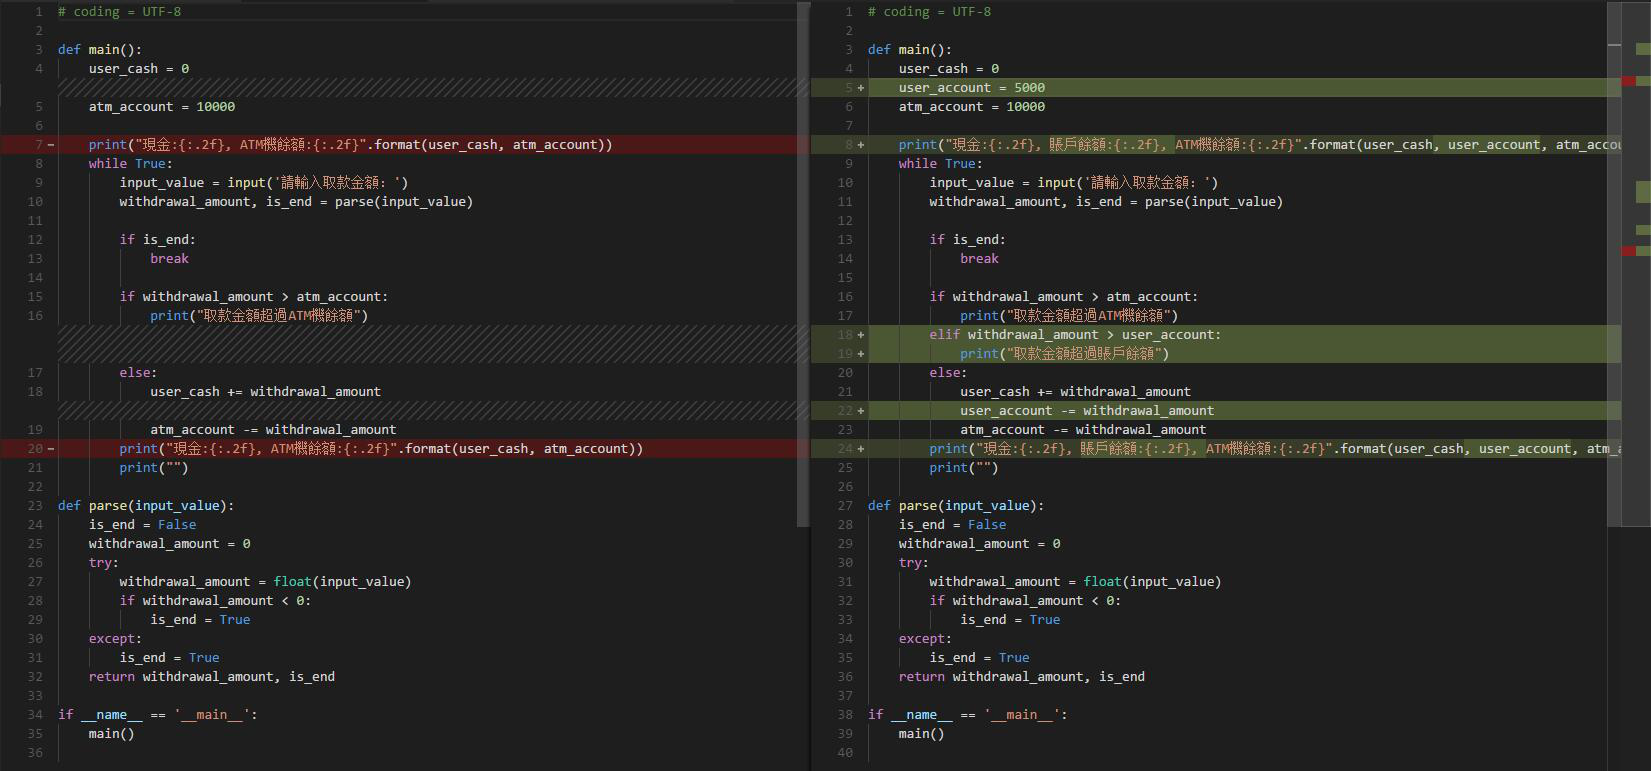 1 # coding = UTF-8
2
3 def main():
4 user_cash = 0
5 atm_account = 10000
6
7 - print("現金:{:.2f}, ATM機餘額:{:.2f}".format(user_cash, atm_account))
8 while True:
9 input_value = input('請輸入取款金額: ')
10 withdrawal_amount, is_end = parse(input_value)
11
12 if is_end:
13 break
14
15 if withdrawal_amount > atm_account:
16 print("取款金額超過ATM機餘額")
17 else:
18 user_cash += withdrawal_amount
19 atm_account -= withdrawal_amount
20 - print("現金:{:.2f}, ATM機餘額:{:.2f}".format(user_cash, atm_account))
21 print("")
22
23 def parse(input_value):
24 is_end = False
25 withdrawal_amount = 0
26 try:
27 withdrawal_amount = float(input_value)
28 if withdrawal_amount < 0:
29 is_end = True
30 except:
31 is_end = True
32 return withdrawal_amount, is_end
33
34 if __name__ == '__main__':
35 main()
36
1 # coding = UTF-8
2
3 def main():
4 user_cash = 0
5 + user_account = 5000
6 atm_account = 10000
7
8 + print("現金:{:.2f}, 賬戶餘額:{:.2f}, ATM機餘額:{:.2f}".format(user_cash, user_account, atm_accou
9 while True:
10 input_value = input('請輸入取款金額: ')
11 withdrawal_amount, is_end = parse(input_value)
12
13 if is_end:
14 break
15
16 if withdrawal_amount > atm_account:
17 print("取款金額超過ATM機餘額")
18 + elif withdrawal_amount > user_account:
19 + print("取款金額超過賬戶餘額")
20 else:
21 user_cash += withdrawal_amount
22 + user_account -= withdrawal_amount
23 atm_account -= withdrawal_amount
24 + print("現金:{:.2f}, 賬戶餘額:{:.2f}, ATM機餘額:{:.2f}".format(user_cash, user_account, atm_a
25 print("")
26
27 def parse(input_value):
28 is_end = False
29 withdrawal_amount = 0
30 try:
31 withdrawal_amount = float(input_value)
32 if withdrawal_amount < 0:
33 is_end = True
34 except:
35 is_end = True
36 return withdrawal_amount, is_end
37
38 if __name__ == '__main__':
39 main()
40